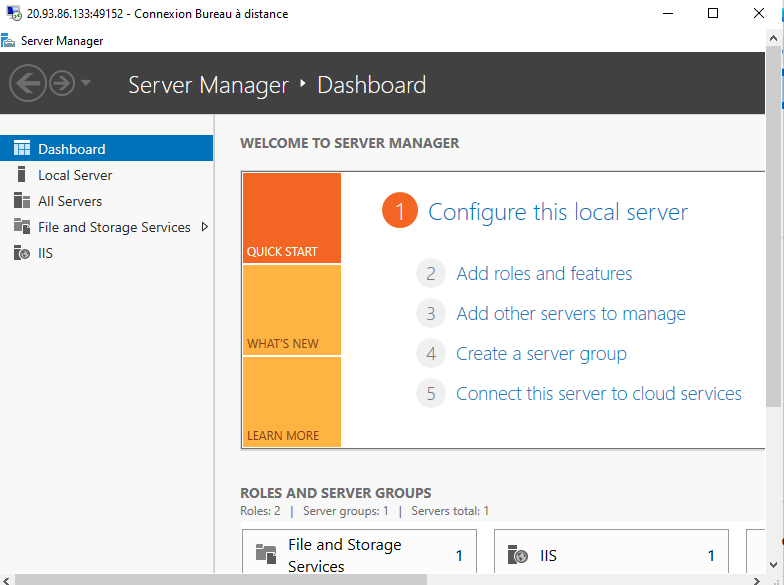 20.93.86.133:49152 - Connexion Bureau à distance
Server Manager
Server Manager ‣ Dashboard
Dashboard
Local Server
All Servers
File and Storage Services
IIS
WELCOME TO SERVER MANAGER
QUICK START
WHAT'S NEW
LEARN MORE
1 Configure this local server
2 Add roles and features
3 Add other servers to manage
4 Create a server group
5 Connect this server to cloud services
ROLES AND SERVER GROUPS
Roles: 2 | Server groups: 1 | Servers total: 1
File and Storage
Services
1
IIS
1